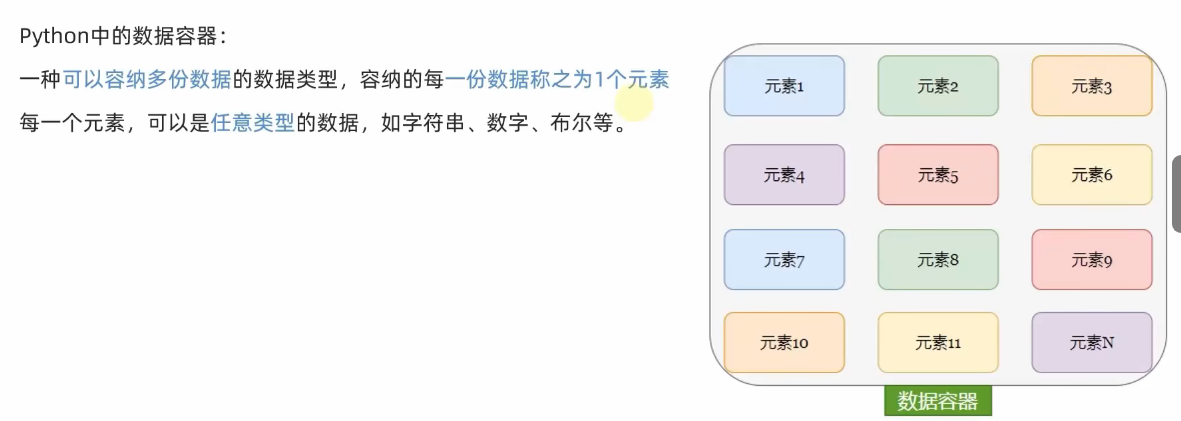 Python中的数据容器：
一种可以容纳多份数据的数据类型，容纳的每一份数据称之为1个元素
每一个元素，可以是任意类型的数据，如字符串、数字、布尔等。
元素1 元素2 元素3
元素4 元素5 元素6
元素7 元素8 元素9
元素10 元素11 元素N
数据容器